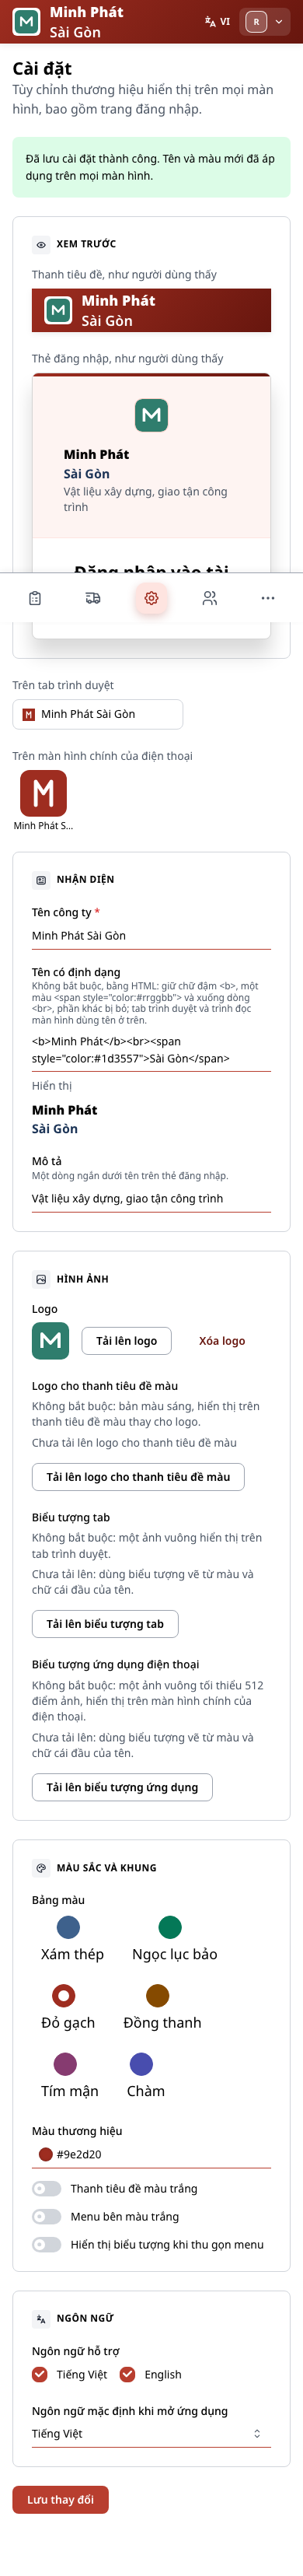 Minh Phát
Sài Gòn
VI
R
Cài đặt
Tùy chỉnh thương hiệu hiển thị trên mọi màn
hình, bao gồm trang đăng nhập.
Đã lưu cài đặt thành công. Tên và màu mới đã áp
dụng trên mọi màn hình.
XEM TRƯỚC
Thanh tiêu đề, như người dùng thấy
Minh Phát
Sài Gòn
Thẻ đăng nhập, như người dùng thấy
Minh Phát
Sài Gòn
Vật liệu xây dựng, giao tận công
trình
Đăng nhập vào tài
Trên tab trình duyệt
Minh Phát Sài Gòn
Trên màn hình chính của điện thoại
Minh Phát S...
NHẬN DIỆN
Tên công ty *
Minh Phát Sài Gòn
Tên có định dạng
Không bắt buộc, bằng HTML: giữ chữ đậm <b>, một
màu <span style="color:#rrggbb"> và xuống dòng
<br>, phần khác bị bỏ; tab trình duyệt và trình đọc
màn hình dùng tên ở trên.
<b>Minh Phát</b><br><span
style="color:#1d3557">Sài Gòn</span>
Hiển thị
Minh Phát
Sài Gòn
Mô tả
Một dòng ngắn dưới tên trên thẻ đăng nhập.
Vật liệu xây dựng, giao tận công trình
HÌNH ẢNH
Logo
Tải lên logo
Xóa logo
Logo cho thanh tiêu đề màu
Không bắt buộc: bản màu sáng, hiển thị trên
thanh tiêu đề màu thay cho logo.
Chưa tải lên logo cho thanh tiêu đề màu
Tải lên logo cho thanh tiêu đề màu
Biểu tượng tab
Không bắt buộc: một ảnh vuông hiển thị trên
tab trình duyệt.
Chưa tải lên: dùng biểu tượng vẽ từ màu và
chữ cái đầu của tên.
Tải lên biểu tượng tab
Biểu tượng ứng dụng điện thoại
Không bắt buộc: một ảnh vuông tối thiểu 512
điểm ảnh, hiển thị trên màn hình chính của
điện thoại.
Chưa tải lên: dùng biểu tượng vẽ từ màu và
chữ cái đầu của tên.
Tải lên biểu tượng ứng dụng
MÀU SẮC VÀ KHUNG
Bảng màu
Xám thép
Ngọc lục bảo
Đỏ gạch
Đồng thanh
Tím mận
Chàm
Màu thương hiệu
#9e2d20
Thanh tiêu đề màu trắng
Menu bên màu trắng
Hiển thị biểu tượng khi thu gọn menu
NGÔN NGỮ
Ngôn ngữ hỗ trợ
Tiếng Việt
English
Ngôn ngữ mặc định khi mở ứng dụng
Tiếng Việt
Lưu thay đổi